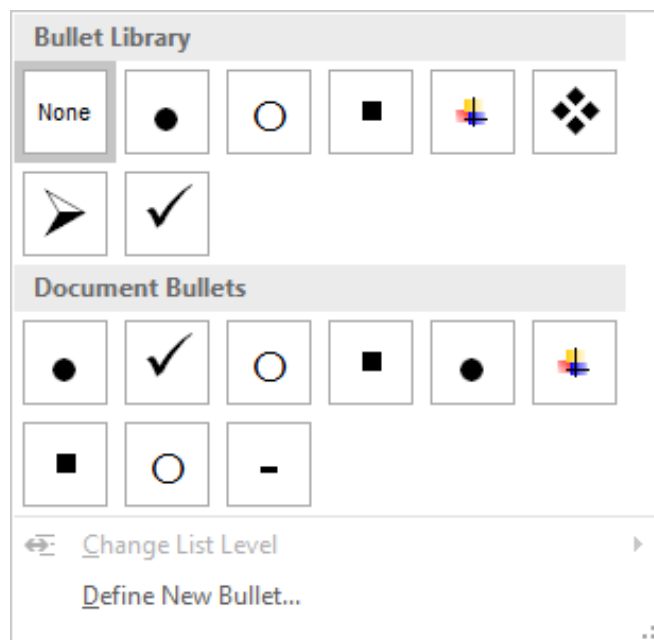 Bullet Library
None
Document Bullets
Change List Level
Define New Bullet...